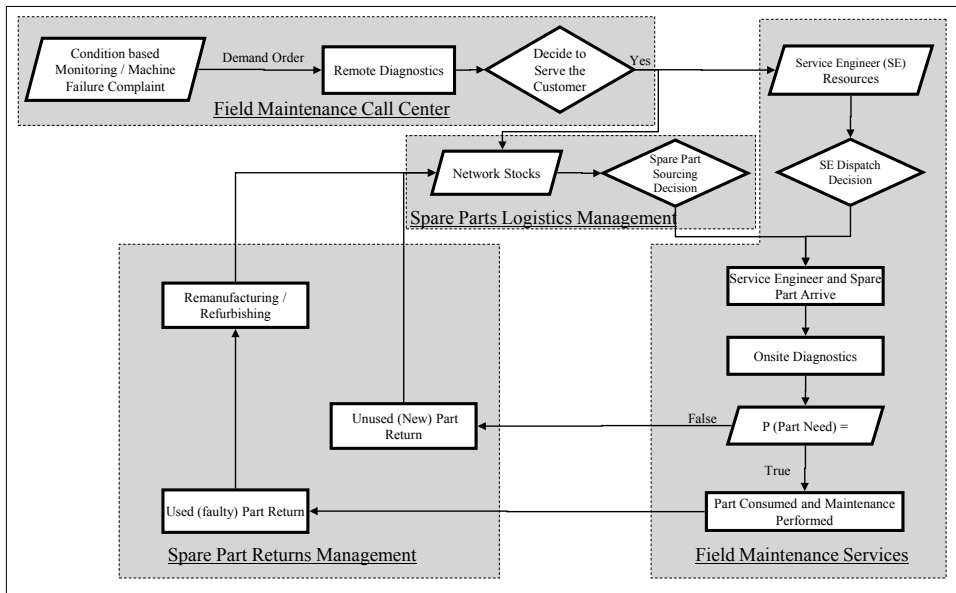 Condition based
Monitoring / Machine
Failure Complaint
Demand Order
Remote Diagnostics
Decide to
Serve the
Customer
Yes
Service Engineer (SE)
Resources
Field Maintenance Call Center
Network Stocks
Spare Part
Sourcing
Decision
SE Dispatch
Decision
Spare Parts Logistics Management
Remanufacturing /
Refurbishing
Service Engineer and Spare
Part Arrive
Onsite Diagnostics
Unused (New) Part
Return
False
P (Part Need) =
True
Used (faulty) Part Return
Part Consumed and Maintenance
Performed
Spare Part Returns Management
Field Maintenance Services